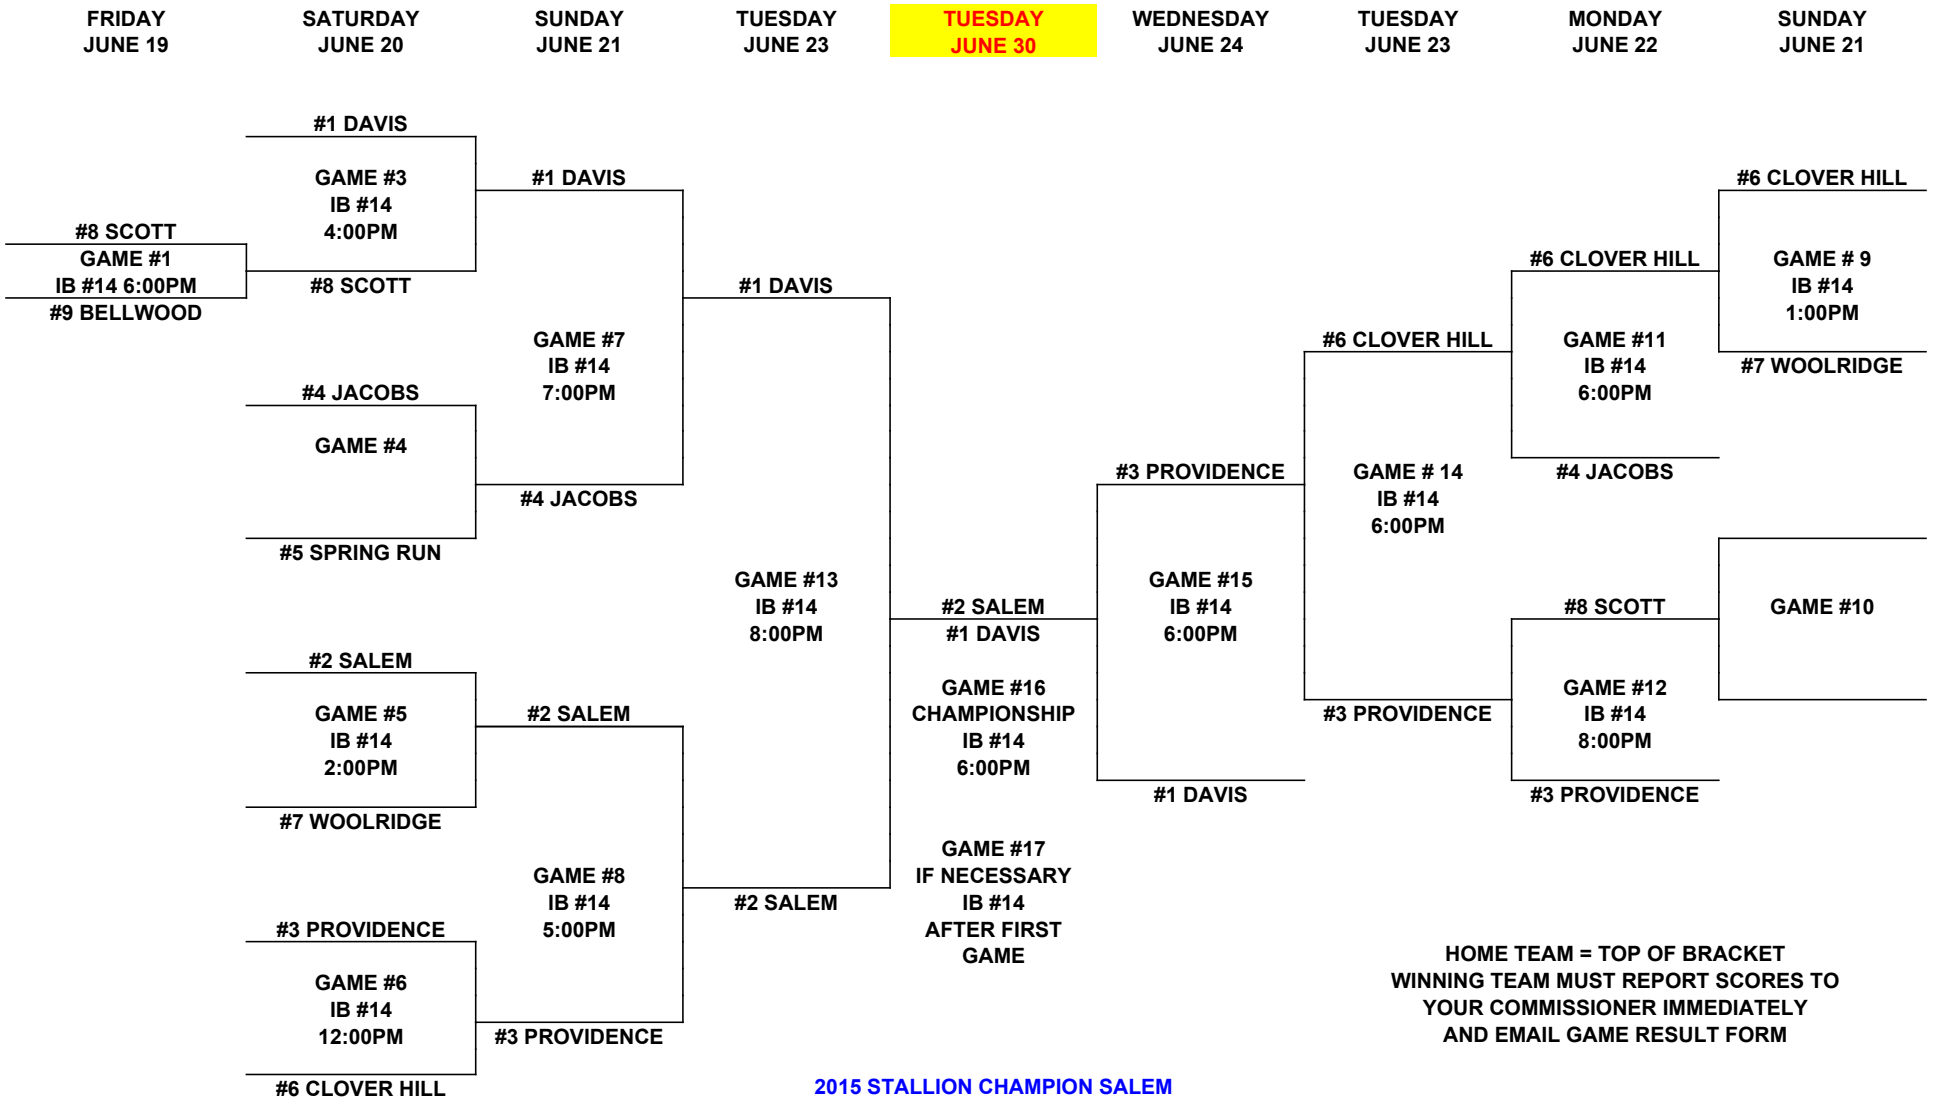 FRIDAY
JUNE 19
SATURDAY
JUNE 20
SUNDAY
JUNE 21
TUESDAY
JUNE 23
TUESDAY
JUNE 30
WEDNESDAY
JUNE 24
TUESDAY
JUNE 23
MONDAY
JUNE 22
SUNDAY
JUNE 21
#8 SCOTT
GAME #1
IB #14 6:00PM
#9 BELLWOOD
#1 DAVIS
GAME #3
IB #14
4:00PM
#8 SCOTT
#4 JACOBS
GAME #4
#5 SPRING RUN
#2 SALEM
GAME #5
IB #14
2:00PM
#7 WOOLRIDGE
#3 PROVIDENCE
GAME #6
IB #14
12:00PM
#6 CLOVER HILL
#1 DAVIS
GAME #7
IB #14
7:00PM
#4 JACOBS
#2 SALEM
GAME #8
IB #14
5:00PM
#3 PROVIDENCE
#1 DAVIS
GAME #13
IB #14
8:00PM
#2 SALEM
#2 SALEM
#1 DAVIS
GAME #16
CHAMPIONSHIP
IB #14
6:00PM
GAME #17
IF NECESSARY
IB #14
AFTER FIRST
GAME
#3 PROVIDENCE
GAME #15
IB #14
6:00PM
#1 DAVIS
#6 CLOVER HILL
GAME # 14
IB #14
6:00PM
#3 PROVIDENCE
#6 CLOVER HILL
GAME #11
IB #14
6:00PM
#4 JACOBS
#8 SCOTT
GAME #12
IB #14
8:00PM
#3 PROVIDENCE
#6 CLOVER HILL
GAME # 9
IB #14
1:00PM
#7 WOOLRIDGE
GAME #10
HOME TEAM = TOP OF BRACKET
WINNING TEAM MUST REPORT SCORES TO
YOUR COMMISSIONER IMMEDIATELY
AND EMAIL GAME RESULT FORM
2015 STALLION CHAMPION SALEM